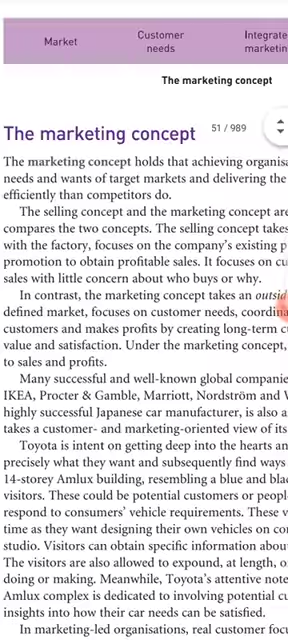 Market
Customer
needs
Integrate
marketin
The marketing concept
The marketing concept
51 / 989
The marketing concept holds that achieving organisa
needs and wants of target markets and delivering the
efficiently than competitors do.
The selling concept and the marketing concept are
compares the two concepts. The selling concept takes
with the factory, focuses on the company's existing p
promotion to obtain profitable sales. It focuses on cu
sales with little concern about who buys or why.
In contrast, the marketing concept takes an outsid
defined market, focuses on customer needs, coordina
customers and makes profits by creating long-term c
value and satisfaction. Under the marketing concept,
to sales and profits.
Many successful and well-known global companie
IKEA, Procter & Gamble, Marriott, Nordström and W
highly successful Japanese car manufacturer, is also a
takes a customer- and marketing-oriented view of its
Toyota is intent on getting deep into the hearts an
precisely what they want and subsequently find ways
14-storey Amlux building, resembling a blue and blac
visitors. These could be potential customers or peopl
respond to consumers' vehicle requirements. These v
time as they want designing their own vehicles on co
studio. Visitors can obtain specific information abou
The visitors are also allowed to expound, at length, o
doing or making. Meanwhile, Toyota's attentive note
Amlux complex is dedicated to involving potential cu
insights into how their car needs can be satisfied.
In marketing-led organisations, real customer focu